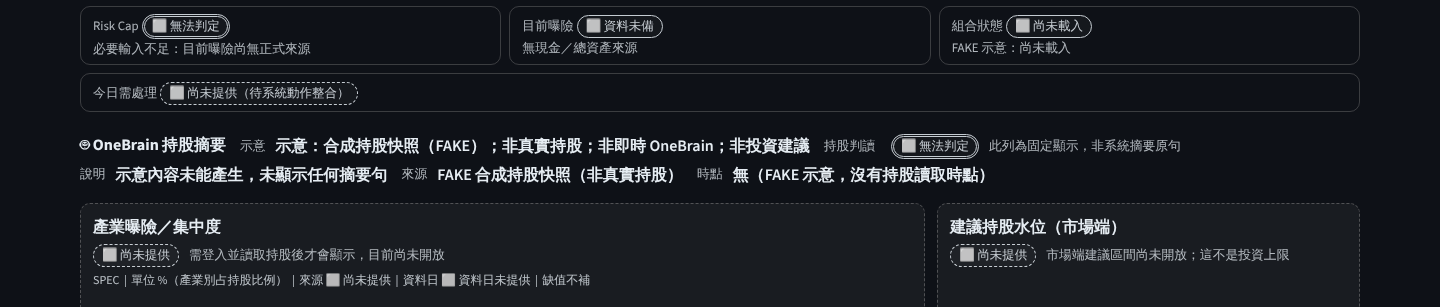 Risk Cap ⬜ 無法判定
必要輸入不足：目前曝險尚無正式來源
目前曝險 ⬜ 資料未備
無現金／總資產來源
組合狀態 ⬜ 尚未載入
FAKE 示意：尚未載入
今日需處理 ⬜ 尚未提供（待系統動作整合）
OneBrain 持股摘要 示意 示意：合成持股快照（FAKE）；非真實持股；非即時 OneBrain；非投資建議 持股判讀 ⬜ 無法判定 此列為固定顯示，非系統摘要原句
說明 示意內容未能產生，未顯示任何摘要句 來源 FAKE 合成持股快照（非真實持股） 時點 無（FAKE 示意，沒有持股讀取時點）
產業曝險／集中度
⬜ 尚未提供 需登入並讀取持股後才會顯示，目前尚未開放
SPEC｜單位 %（產業別占持股比例）｜來源 ⬜ 尚未提供｜資料日 ⬜ 資料日未提供｜缺值不補
建議持股水位（市場端）
⬜ 尚未提供 市場端建議區間尚未開放；這不是投資上限